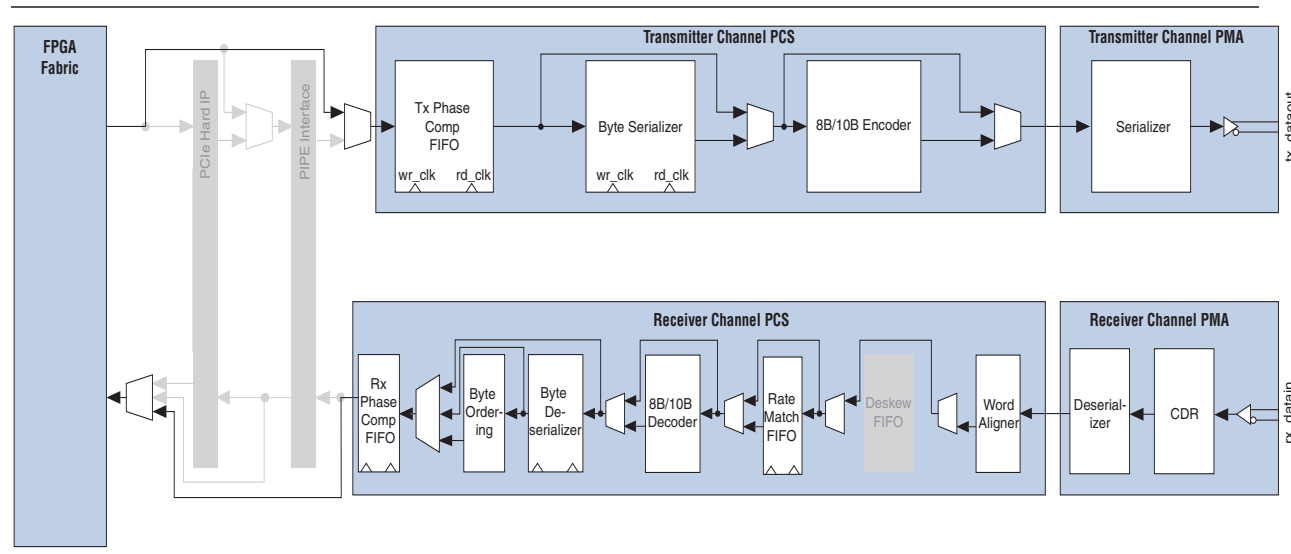 FPGA
Fabric
PCIe Hard IP
PIPE Interface
Transmitter Channel PCS
Tx Phase
Comp
FIFO
wr_clk
rd_clk
Byte Serializer
wr_clk
rd_clk
8B/10B Encoder
Transmitter Channel PMA
Serializer
tx_dataout
Receiver Channel PCS
Rx
Phase
Comp
FIFO
Byte
Order-
ing
Byte
De-
serializer
8B/10B
Decoder
Rate
Match
FIFO
Deskew
FIFO
Word
Aligner
Receiver Channel PMA
Deserial-
izer
CDR
rx_datain